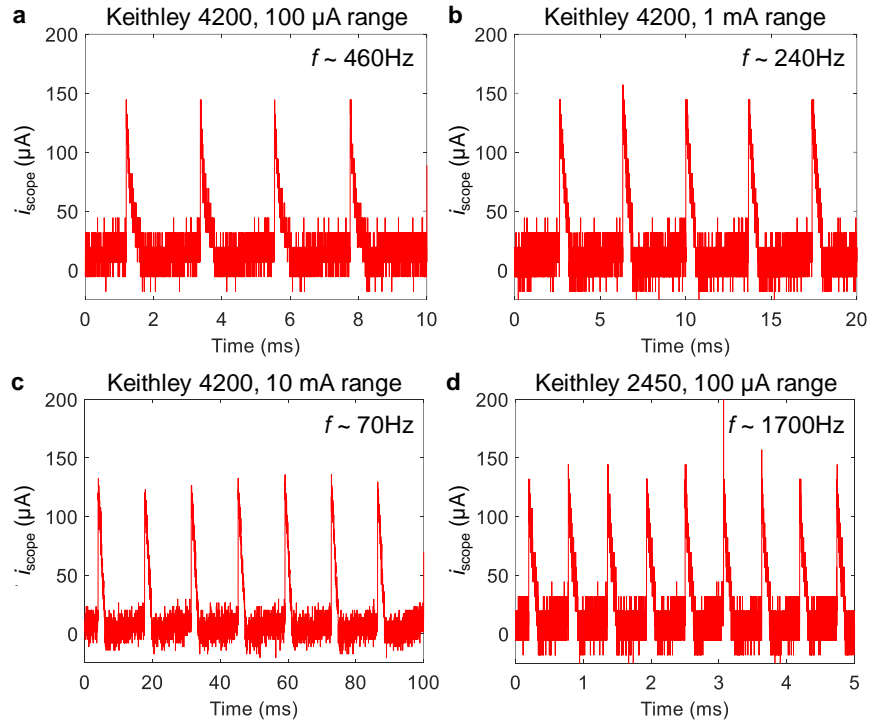 a Keithley 4200, 100 µA range
f ~ 460Hz
200
150
100
50
0
i_scope (µA)
0 2 4 6 8 10
Time (ms)
b Keithley 4200, 1 mA range
f ~ 240Hz
200
150
100
50
0
i_scope (µA)
0 5 10 15 20
Time (ms)
c Keithley 4200, 10 mA range
f ~ 70Hz
200
150
100
50
0
i_scope (µA)
0 20 40 60 80 100
Time (ms)
d Keithley 2450, 100 µA range
f ~ 1700Hz
200
150
100
50
0
i_scope (µA)
0 1 2 3 4 5
Time (ms)